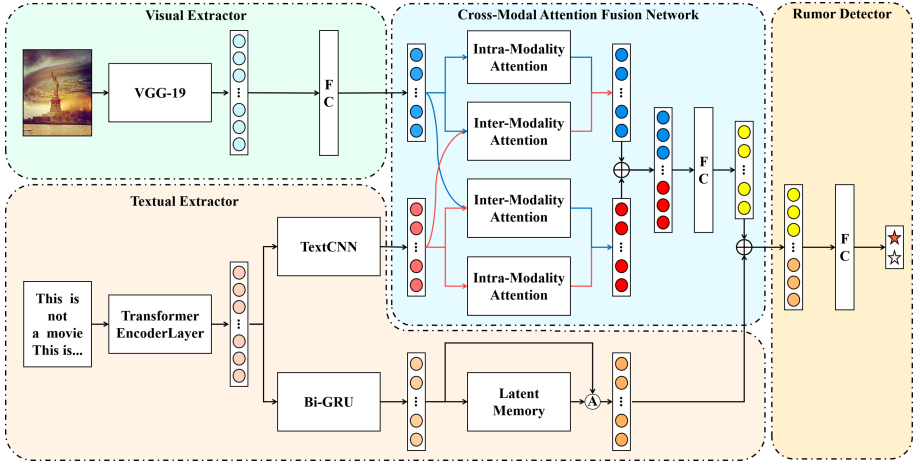 Visual Extractor
VGG-19
F
C
Cross-Modal Attention Fusion Network
Intra-Modality
Attention
Inter-Modality
Attention
Inter-Modality
Attention
Intra-Modality
Attention
F
C
Rumor Detector
F
C
Textual Extractor
This is
not
a movie
This is...
Transformer
EncoderLayer
TextCNN
Bi-GRU
Latent
Memory
A